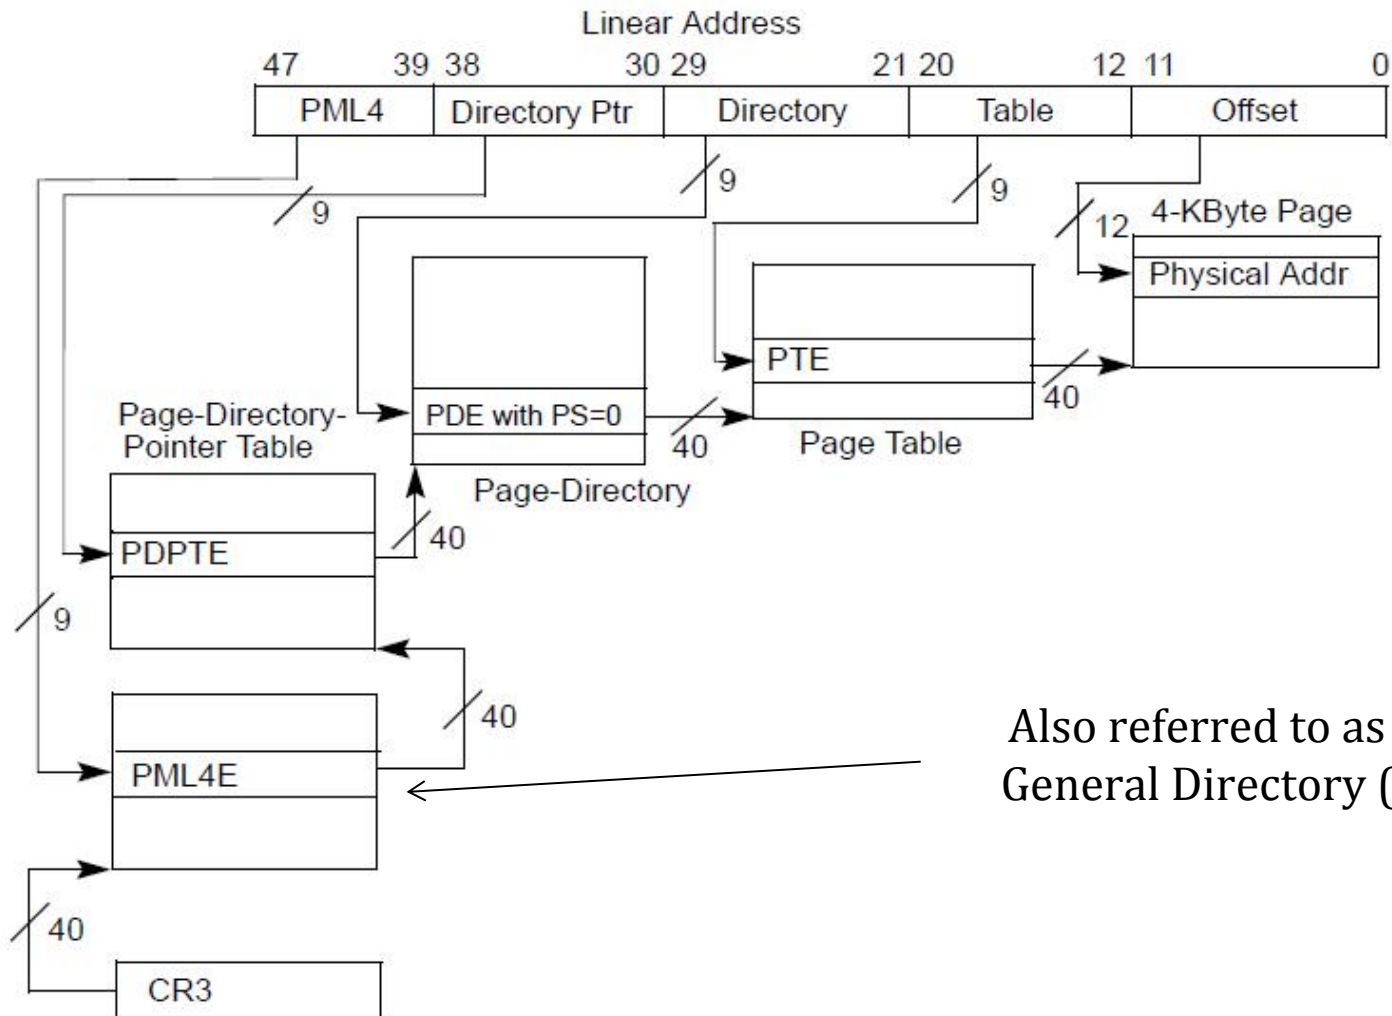 Linear Address
47 39 38 30 29 21 20 12 11 0
PML4 Directory Ptr Directory Table Offset
9 9 9
12 4-KByte Page
Physical Addr
PTE
40
Page Table
PDE with PS=0
40
Page-Directory
Page-Directory-
Pointer Table
PDPTE
40
9
PML4E
40
Also referred to as
General Directory (
40
CR3